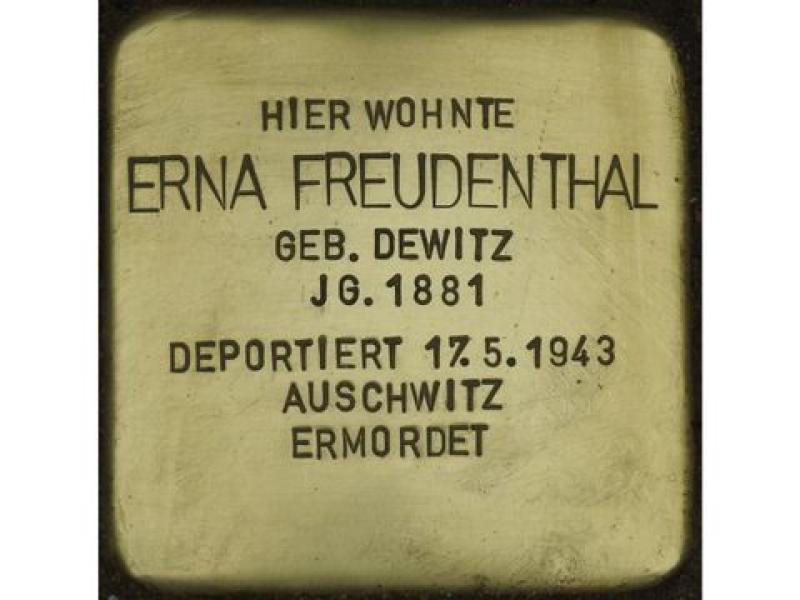 HIER WOHNTE
ERNA FREUDENTHAL
GEB. DEWITZ
JG. 1881
DEPORTIERT 17.5.1943
AUSCHWITZ
ERMORDET